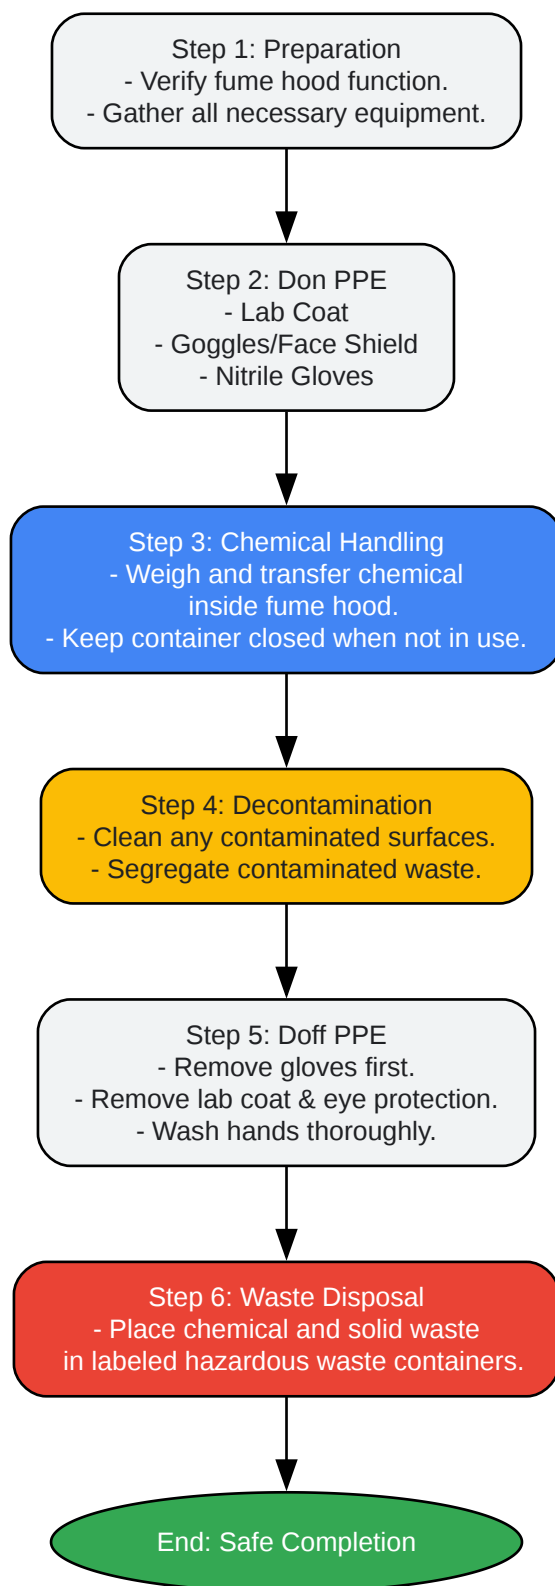 Step 1: Preparation
- Verify fume hood function.
- Gather all necessary equipment.
Step 2: Don PPE
- Lab Coat
- Goggles/Face Shield
- Nitrile Gloves
Step 3: Chemical Handling
- Weigh and transfer chemical
inside fume hood.
- Keep container closed when not in use.
Step 4: Decontamination
- Clean any contaminated surfaces.
- Segregate contaminated waste.
Step 5: Doff PPE
- Remove gloves first.
- Remove lab coat & eye protection.
- Wash hands thoroughly.
Step 6: Waste Disposal
- Place chemical and solid waste
in labeled hazardous waste containers.
End: Safe Completion